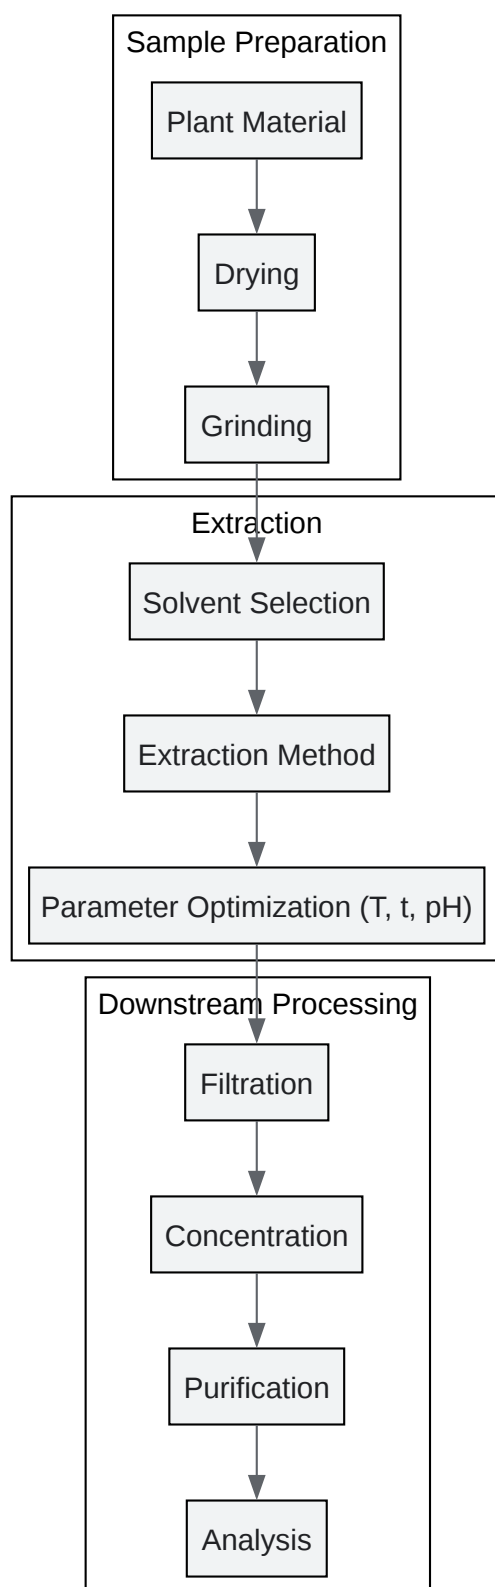 Sample Preparation
Plant Material
Drying
Grinding
Extraction
Solvent Selection
Extraction Method
Parameter Optimization (T, t, pH)
Downstream Processing
Filtration
Concentration
Purification
Analysis